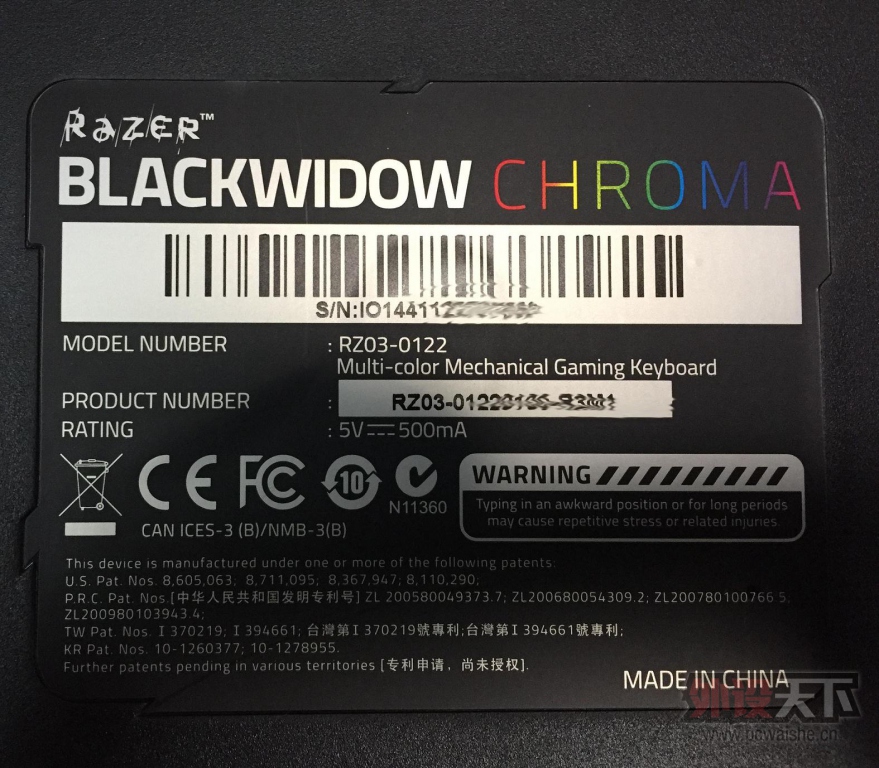 RAZER™
BLACKWIDOW CHROMA
S/N:IO144112
MODEL NUMBER : RZ03-0122
Multi-color Mechanical Gaming Keyboard
PRODUCT NUMBER : RZ03-0122
RATING : 5V⎓500mA
CE FC 10 N11360
CAN ICES-3 (B)/NMB-3(B)
WARNING
Typing in an awkward position or for long periods
may cause repetitive stress or related injuries.
This device is manufactured under one or more of the following patents:
U.S. Pat. Nos. 8,605,063; 8,711,095; 8,367,947; 8,110,290;
P.R.C. Pat. Nos.[中华人民共和国发明专利号] ZL 200580049373.7; ZL200680054309.2; ZL200780100766.5,
ZL200980103943.4;
TW Pat. Nos. I 370219; I 394661; 台灣第I 370219號專利;台灣第I 394661號專利;
KR Pat. Nos. 10-1260377; 10-1278955.
Further patents pending in various territories [专利申请，尚未授权].
MADE IN CHINA
外设天下
www.pcwaishe.cn